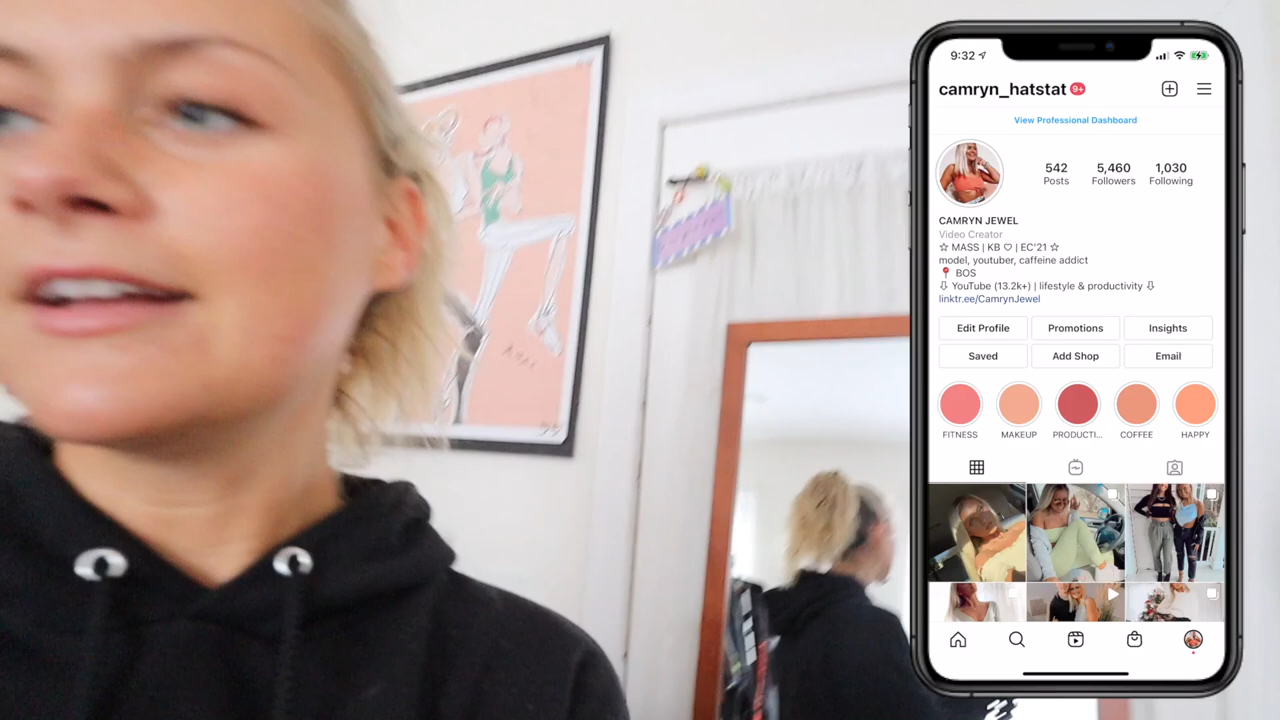 9:32
camryn_hatstat 9+
View Professional Dashboard
542 5,460 1,030
Posts Followers Following
CAMRYN JEWEL
Video Creator
☆ MASS | KB ♡ | EC'21 ☆
model, youtuber, caffeine addict
📍 BOS
⇩ YouTube (13.2k+) | lifestyle & productivity ⇩
linktr.ee/CamrynJewel
Edit Profile Promotions Insights
Saved Add Shop Email
FITNESS MAKEUP PRODUCTI... COFFEE HAPPY